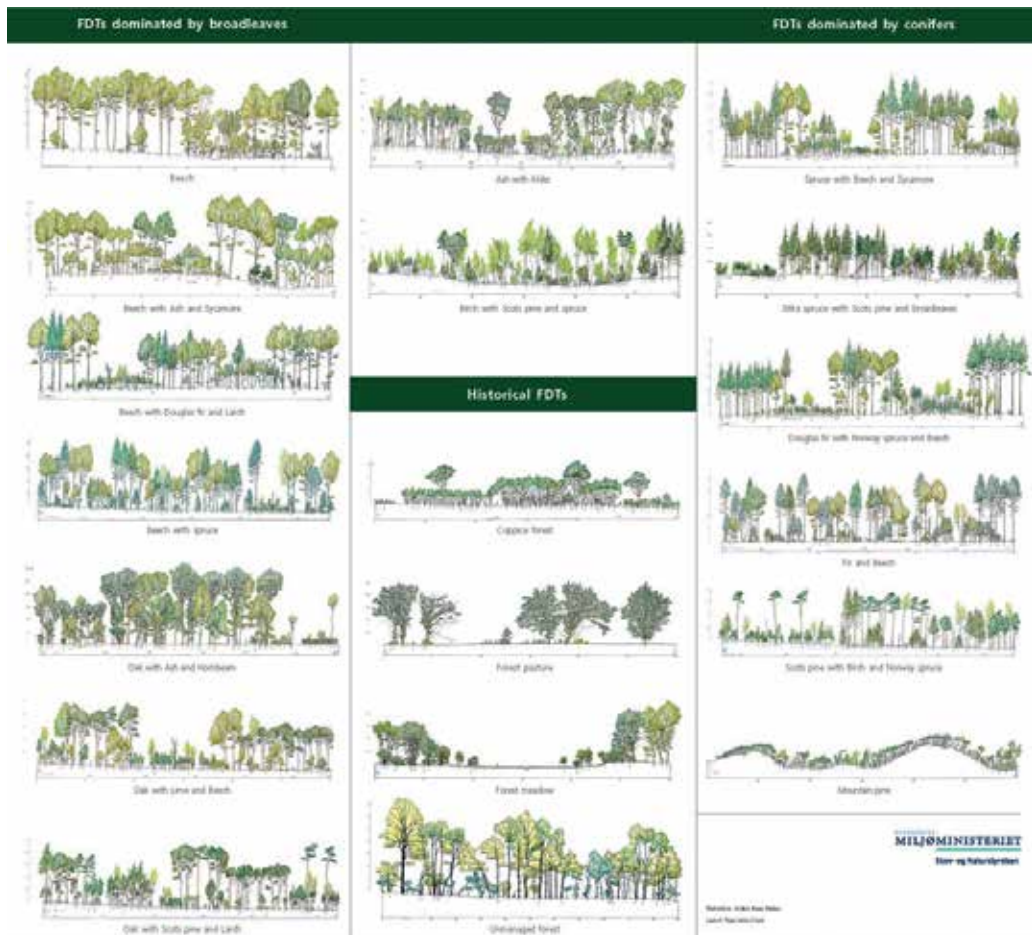 FDTs dominated by broadleaves
Beech
Beech with Ash and Sycamore
Beech with Douglas fir and Larch
Beech with spruce
Oak with Ash and Hornbeam
Oak with Lime and Beech
Oak with Scots pine and Larch
Ash with Alder
Birch with Scots pine and spruce
Historical FDTs
Coppice forest
Forest pasture
Forest meadow
Unmanaged forest
FDTs dominated by conifers
Spruce with Beech and Sycamore
Sitka spruce with Scots pine and Broadleaves
Douglas fir with Norway spruce and Beech
Fir and Beech
Scots pine with Birch and Norway spruce
Mountain pine
MILJØMINISTERIET
Skov- og Naturstyrelsen